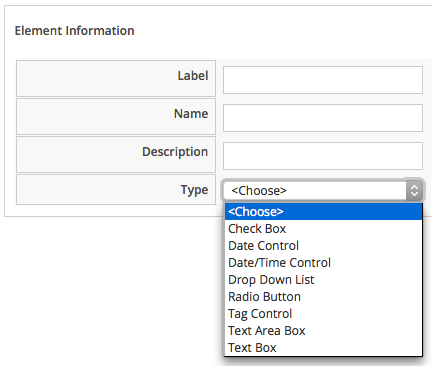 Element Information
Label
Name
Description
Type <Choose>
<Choose>
Check Box
Date Control
Date/Time Control
Drop Down List
Radio Button
Tag Control
Text Area Box
Text Box